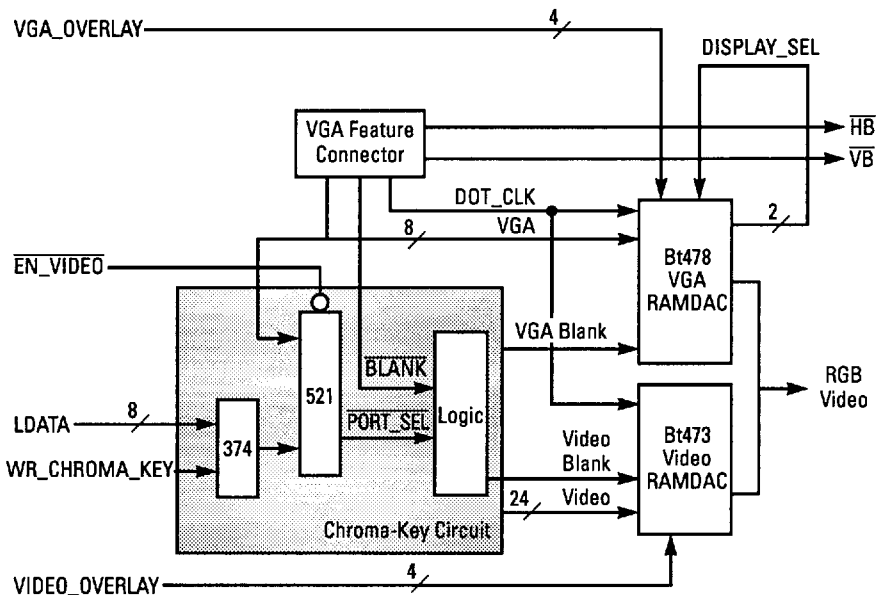 VGA_OVERLAY
4
DISPLAY_SEL
VGA Feature
Connector
HB
VB
DOT_CLK
8
VGA
2
EN_VIDEO
Bt478
VGA
RAMDAC
VGA Blank
BLANK
521
Logic
PORT_SEL
RGB
Video
LDATA
8
374
WR_CHROMA_KEY
Bt473
Video
RAMDAC
Video
Blank
24
Video
Chroma-Key Circuit
VIDEO_OVERLAY
4